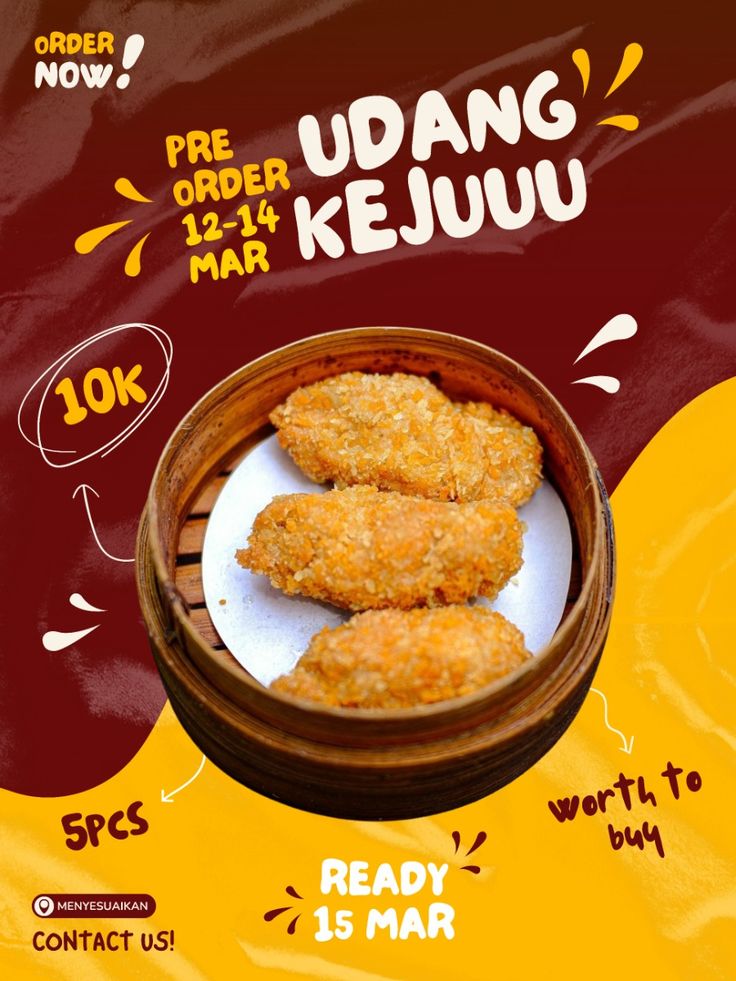 ORDER
NOW!
UDANG
KEJUUU
PRE
ORDER
12-14
MAR
10K
5PCS
worth to
buy
READY
15 MAR
MENYESUAIKAN
CONTACT US!